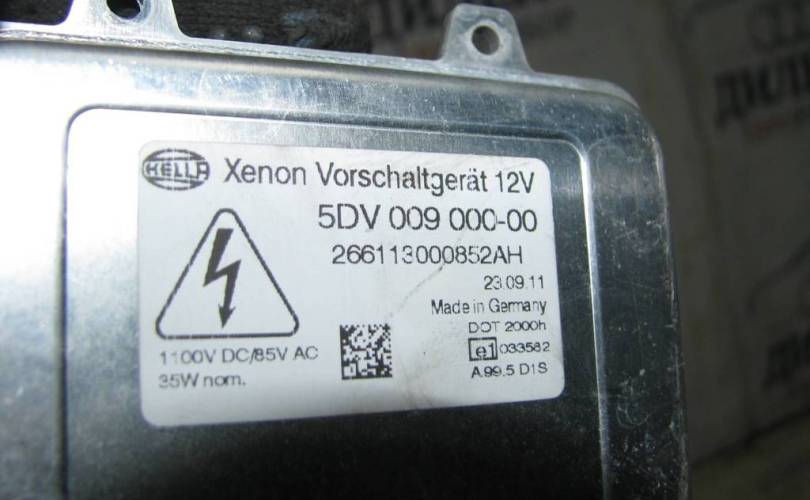 HELLA Xenon Vorschaltgerät 12V
5DV 009 000-00
266113000852AH
23.09.11
Made in Germany
DOT 2000h
1100V DC/85V AC
e1 033582
35W nom.
A.99.5 D1S